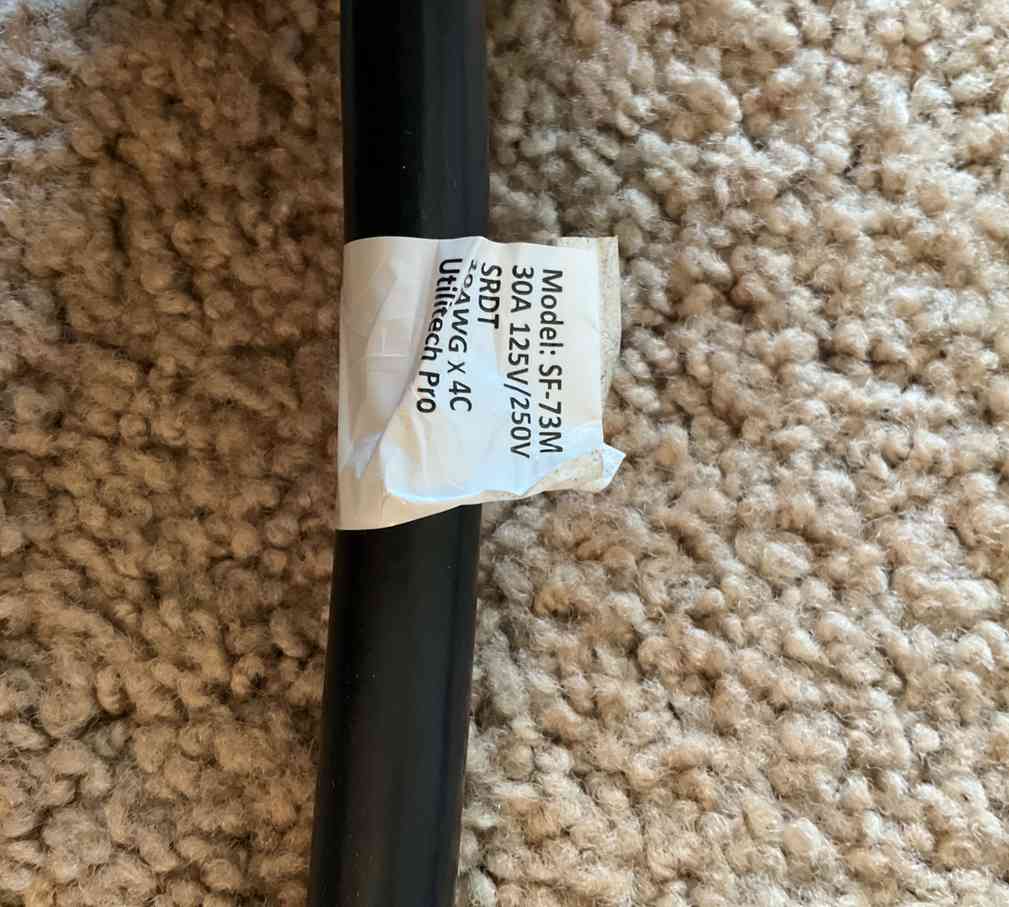 Model: SF-73M
30A 125V/250V
SRDT
AWG X 4C
Utilitech Pro